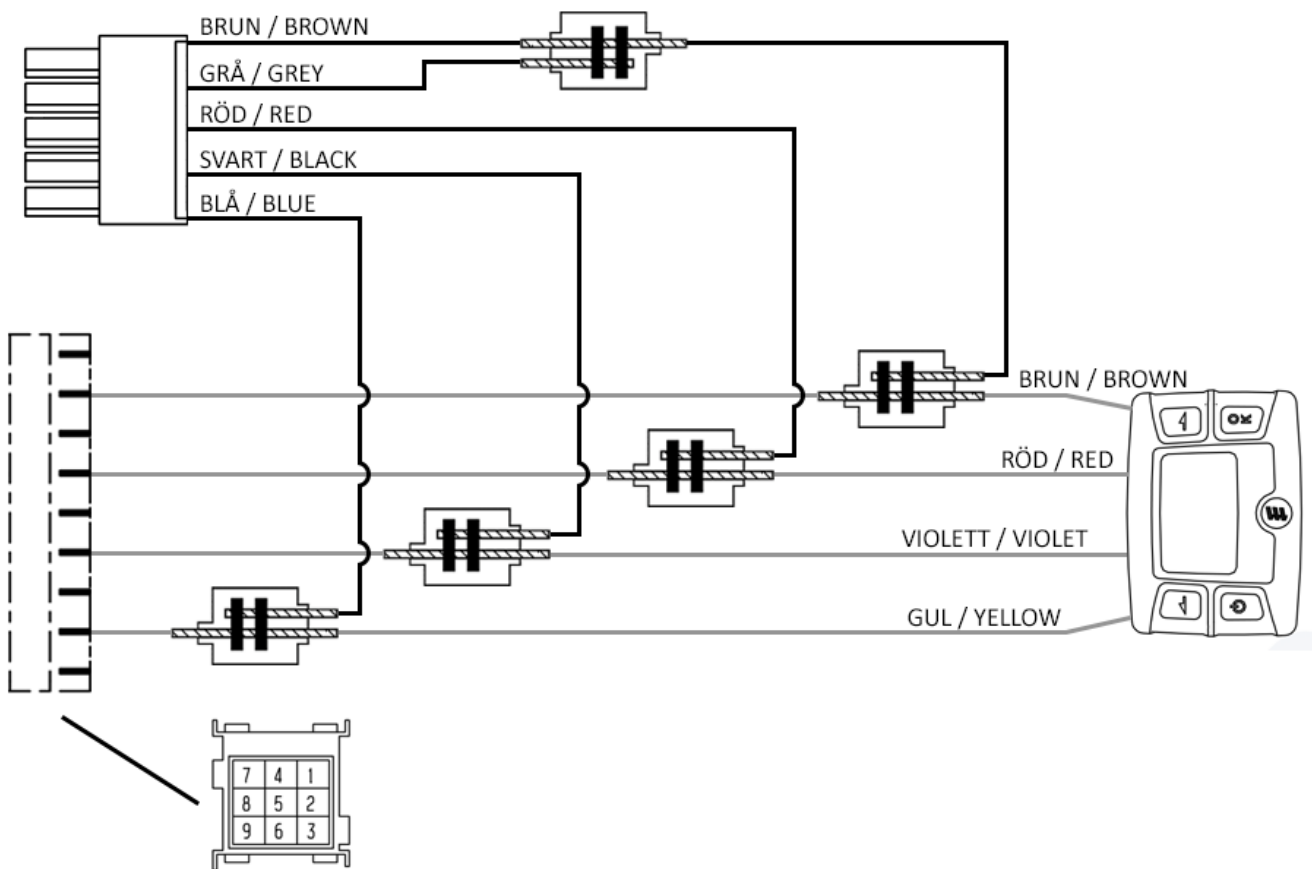 BRUN / BROWN
GRÅ / GREY
RÖD / RED
SVART / BLACK
BLÅ / BLUE
BRUN / BROWN
OK
RÖD / RED
VIOLETT / VIOLET
GUL / YELLOW
7 4 1
8 5 2
9 6 3